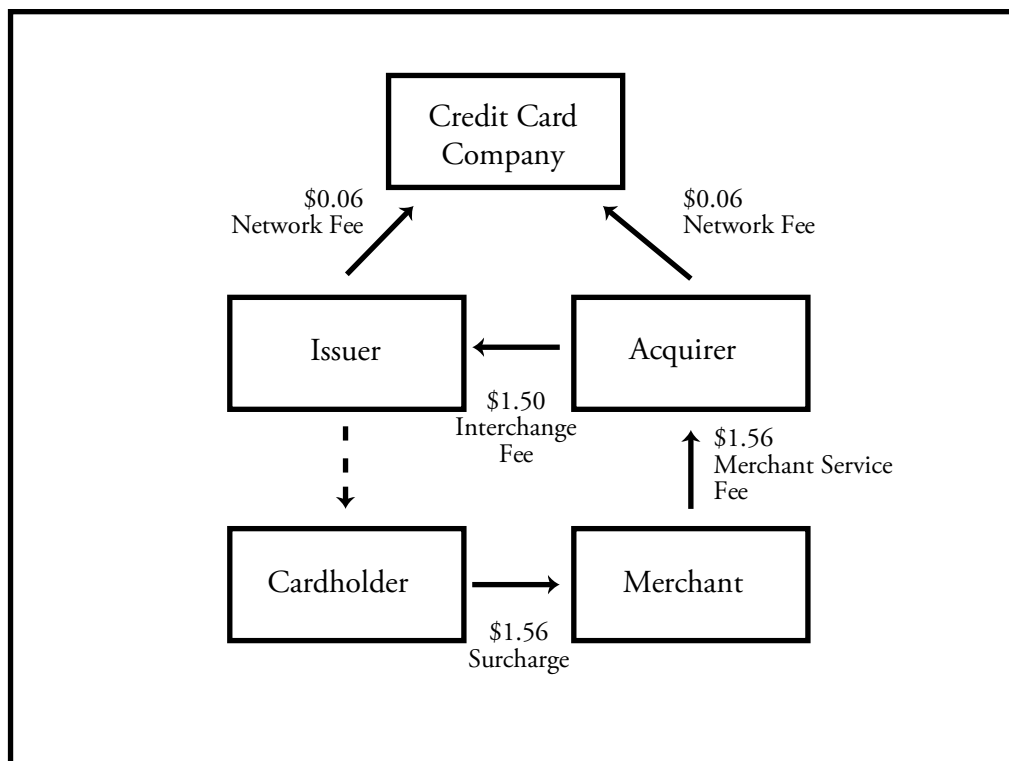 Credit Card
Company
$0.06
Network Fee
$0.06
Network Fee
Issuer
Acquirer
$1.50
Interchange
Fee
$1.56
Merchant Service
Fee
Cardholder
Merchant
$1.56
Surcharge